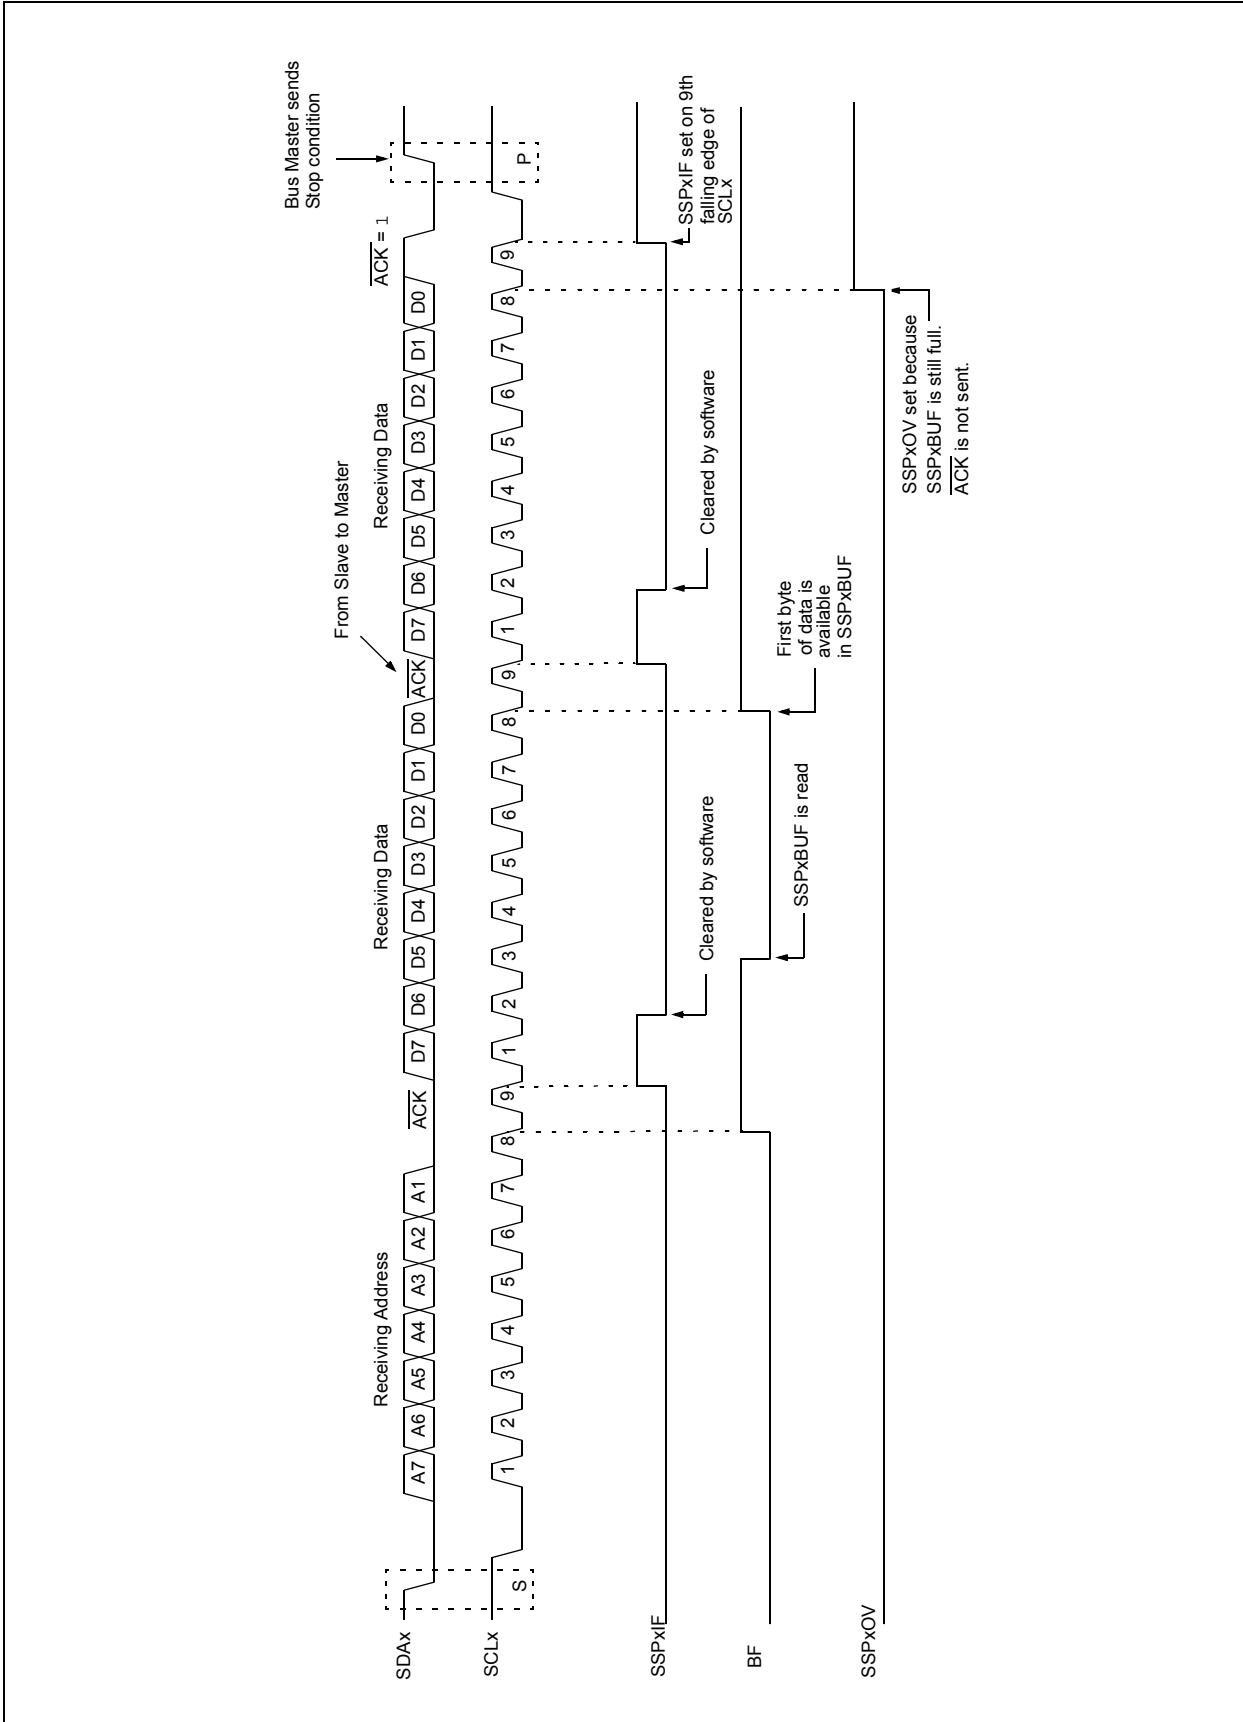 Bus Master sends
Stop condition
From Slave to Master
Receiving Address
Receiving Data
Receiving Data
ACK = 1
SDAx
A7 A6 A5 A4 A3 A2 A1 ACK D7 D6 D5 D4 D3 D2 D1 D0 ACK D7 D6 D5 D4 D3 D2 D1 D0
SCLx
S 1 2 3 4 5 6 7 8 9 1 2 3 4 5 6 7 8 9 1 2 3 4 5 6 7 8 9 P
SSPxIF
Cleared by software
Cleared by software
SSPxIF set on 9th
falling edge of
SCLx
BF
SSPxBUF is read
First byte
of data is
available
in SSPxBUF
SSPxOV
SSPxOV set because
SSPxBUF is still full.
ACK is not sent.